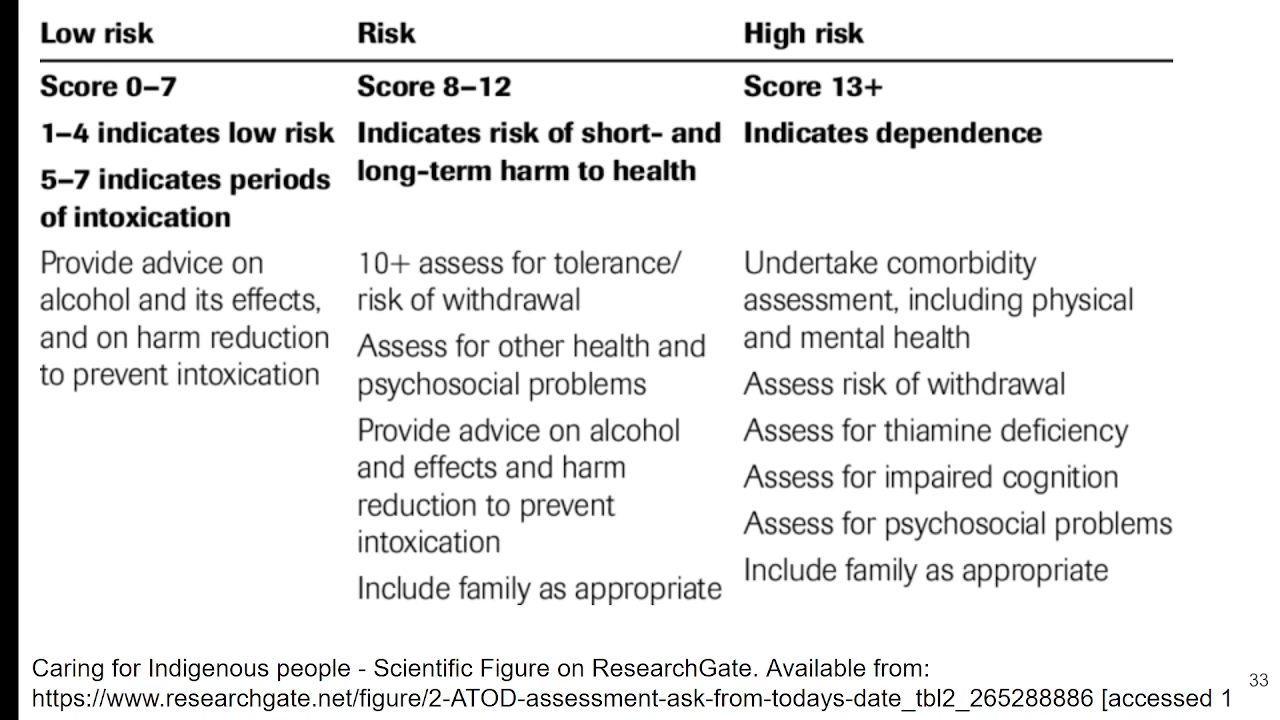 Low risk
Score 0–7
1–4 indicates low risk
5–7 indicates periods
of intoxication
Provide advice on
alcohol and its effects,
and on harm reduction
to prevent intoxication
Risk
Score 8–12
Indicates risk of short- and
long-term harm to health
10+ assess for tolerance/
risk of withdrawal
Assess for other health and
psychosocial problems
Provide advice on alcohol
and effects and harm
reduction to prevent
intoxication
Include family as appropriate
High risk
Score 13+
Indicates dependence
Undertake comorbidity
assessment, including physical
and mental health
Assess risk of withdrawal
Assess for thiamine deficiency
Assess for impaired cognition
Assess for psychosocial problems
Include family as appropriate
Caring for Indigenous people - Scientific Figure on ResearchGate. Available from:
https://www.researchgate.net/figure/2-ATOD-assessment-ask-from-todays-date_tbl2_265288886 [accessed 1
33